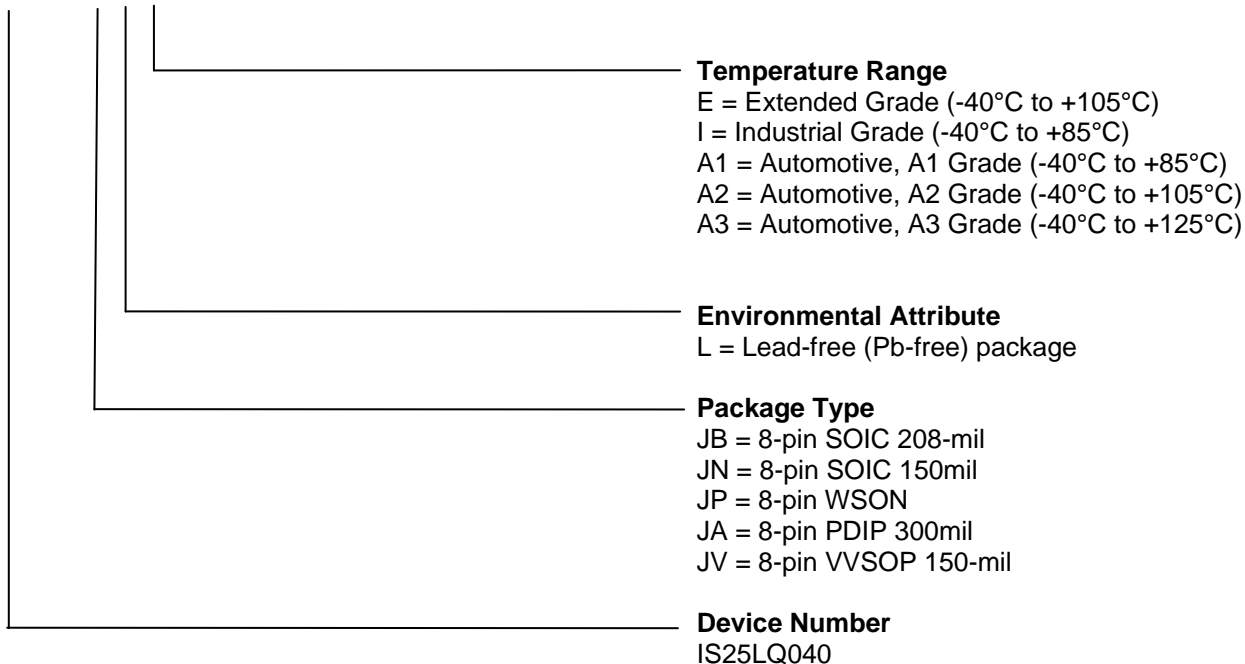 Temperature Range
E = Extended Grade (-40°C to +105°C)
I = Industrial Grade (-40°C to +85°C)
A1 = Automotive, A1 Grade (-40°C to +85°C)
A2 = Automotive, A2 Grade (-40°C to +105°C)
A3 = Automotive, A3 Grade (-40°C to +125°C)
Environmental Attribute
L = Lead-free (Pb-free) package
Package Type
JB = 8-pin SOIC 208-mil
JN = 8-pin SOIC 150mil
JP = 8-pin WSON
JA = 8-pin PDIP 300mil
JV = 8-pin VVSOP 150-mil
Device Number
IS25LQ040